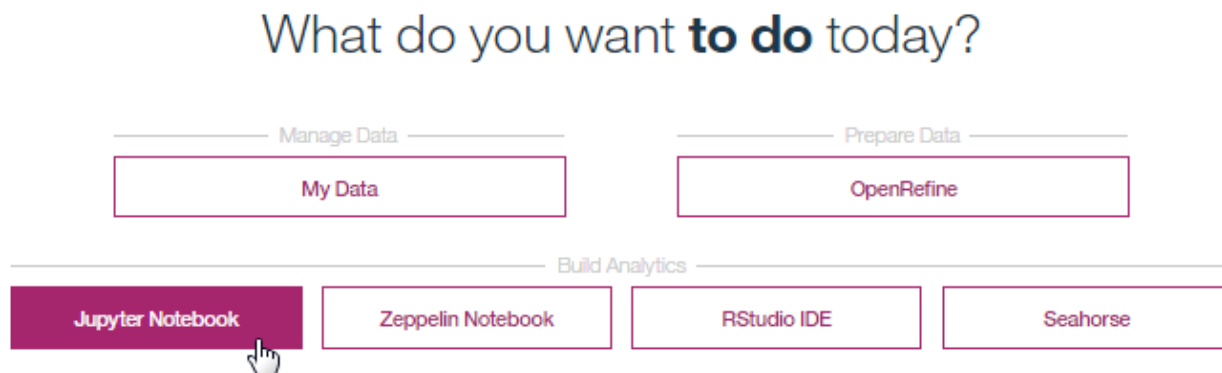 What do you want to do today?
Manage Data
Prepare Data
My Data
OpenRefine
Build Analytics
Jupyter Notebook
Zeppelin Notebook
RStudio IDE
Seahorse